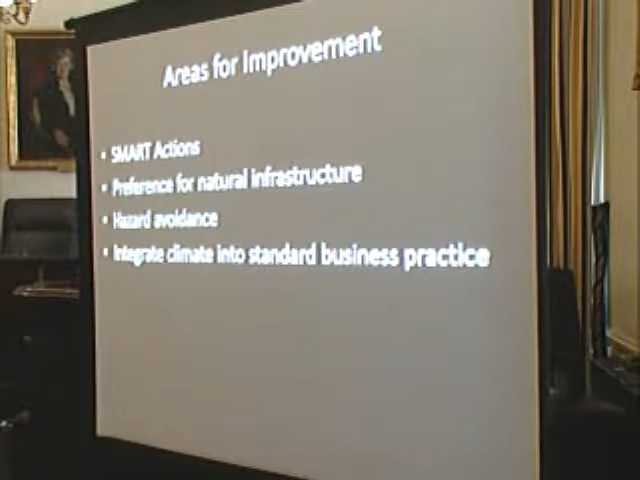 Areas for Improvement
• SMART Actions
• Preference for natural infrastructure
• Hazard avoidance
• Integrate climate into standard business practice